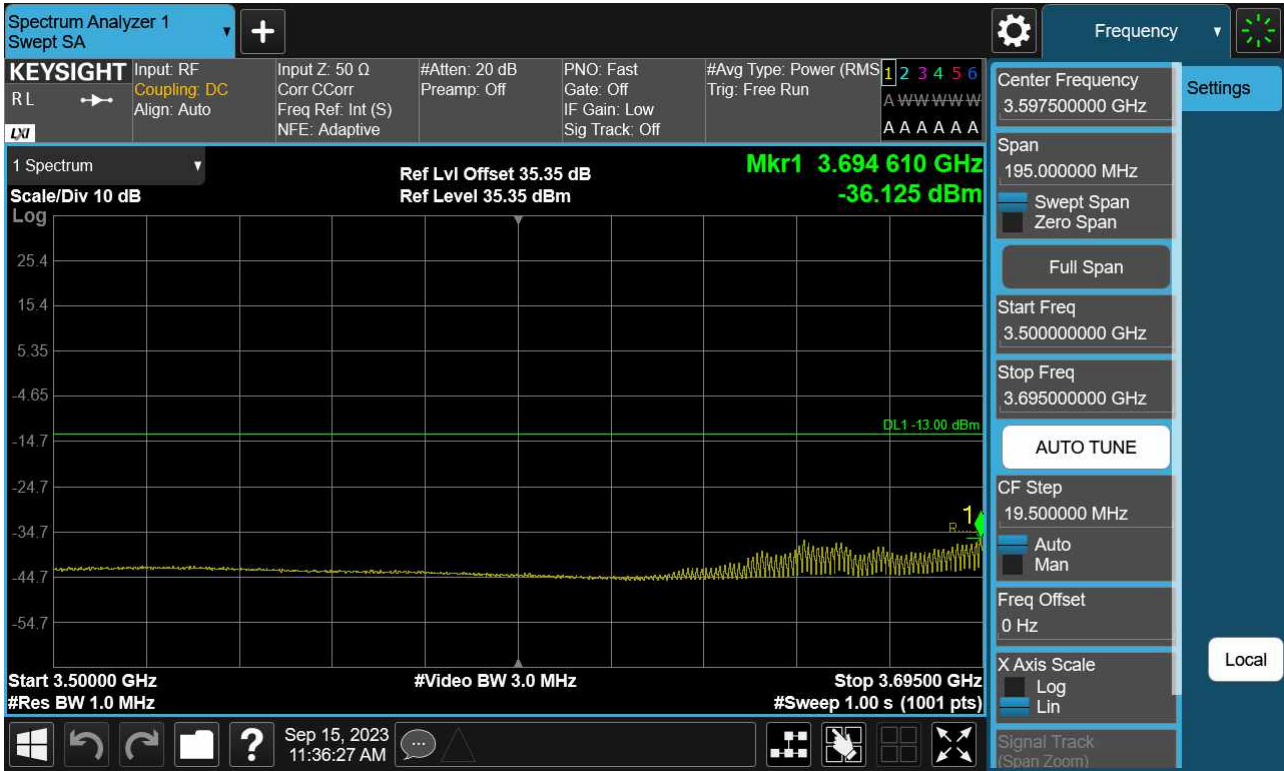 Spectrum Analyzer 1
Swept SA
+
Frequency
KEYSIGHT
R L
LXI
Input: RF
Coupling: DC
Align: Auto
Input Z: 50 Ω
Corr CCorr
Freq Ref: Int (S)
NFE: Adaptive
#Atten: 20 dB
Preamp: Off
PNO: Fast
Gate: Off
IF Gain: Low
Sig Track: Off
#Avg Type: Power (RMS
Trig: Free Run
1 2 3 4 5 6
A W W W W W
A A A A A A
1 Spectrum
Scale/Div 10 dB
Log
Ref Lvl Offset 35.35 dB
Ref Level 35.35 dBm
Mkr1 3.694 610 GHz
-36.125 dBm
25.4
15.4
5.35
-4.65
DL1 -13.00 dBm
-14.7
-24.7
1
R
-34.7
-44.7
-54.7
Start 3.50000 GHz
#Video BW 3.0 MHz
Stop 3.69500 GHz
#Res BW 1.0 MHz
#Sweep 1.00 s (1001 pts)
Center Frequency
3.597500000 GHz
Span
195.000000 MHz
Swept Span
Zero Span
Full Span
Start Freq
3.500000000 GHz
Stop Freq
3.695000000 GHz
AUTO TUNE
CF Step
19.500000 MHz
Auto
Man
Freq Offset
0 Hz
X Axis Scale
Log
Lin
Signal Track
(Span Zoom)
Settings
Local
?
Sep 15, 2023
11:36:27 AM